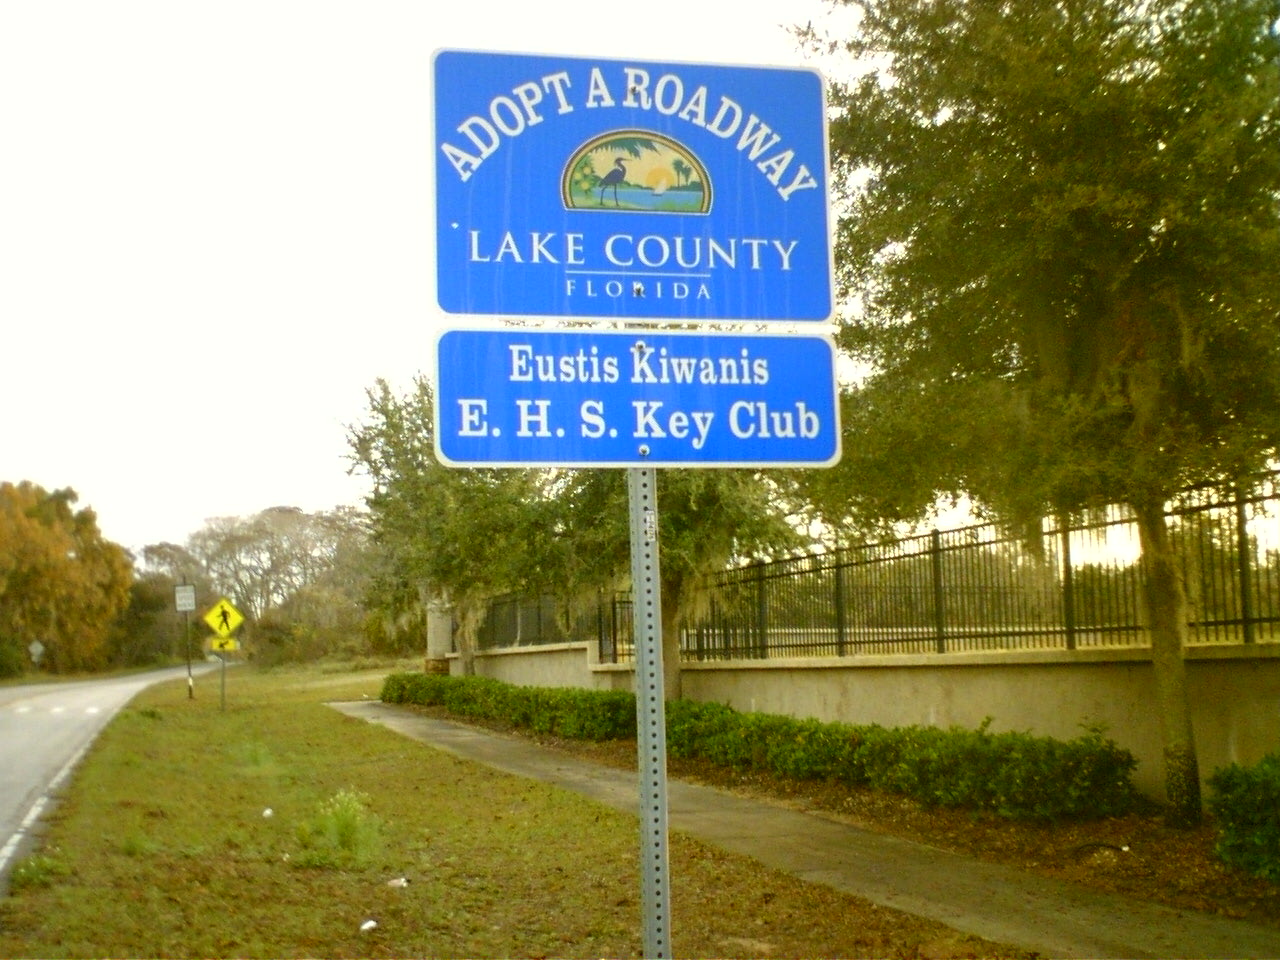 ADOPT A ROADWAY
LAKE COUNTY
FLORIDA
Eustis Kiwanis
E. H. S. Key Club